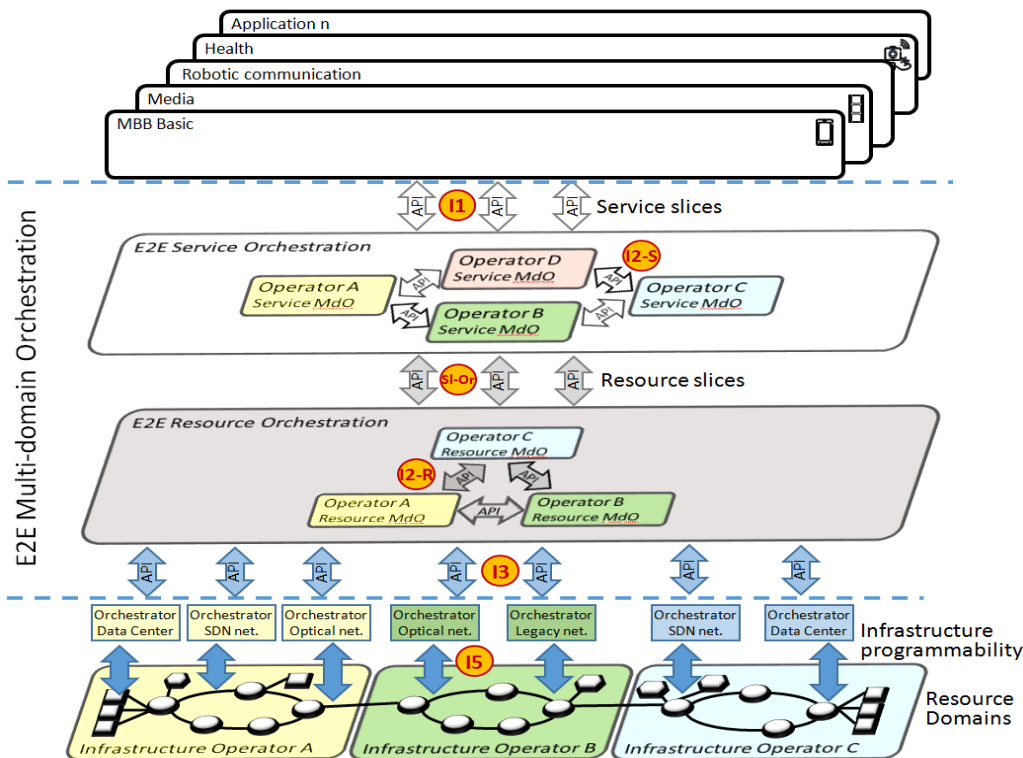 Application n
Health
Robotic communication
Media
MBB Basic
API
I1
API
API
Service slices
E2E Multi-domain Orchestration
E2E Service Orchestration
Operator D
Service MdO
I2-S
Operator A
Service MdO
API
API
Operator C
Service MdO
Operator B
Service MdO
API
API
API
Sl-Or
API
API
Resource slices
E2E Resource Orchestration
Operator C
Resource MdO
I2-R
API
API
Operator A
Resource MdO
API
Operator B
Resource MdO
API
API
API
API
I3
API
API
API
Orchestrator
Data Center
Orchestrator
SDN net.
Orchestrator
Optical net.
Orchestrator
Optical net.
Orchestrator
Legacy net.
Orchestrator
SDN net.
Orchestrator
Data Center
Infrastructure
programmability
I5
Resource
Domains
Infrastructure Operator A
Infrastructure Operator B
Infrastructure Operator C